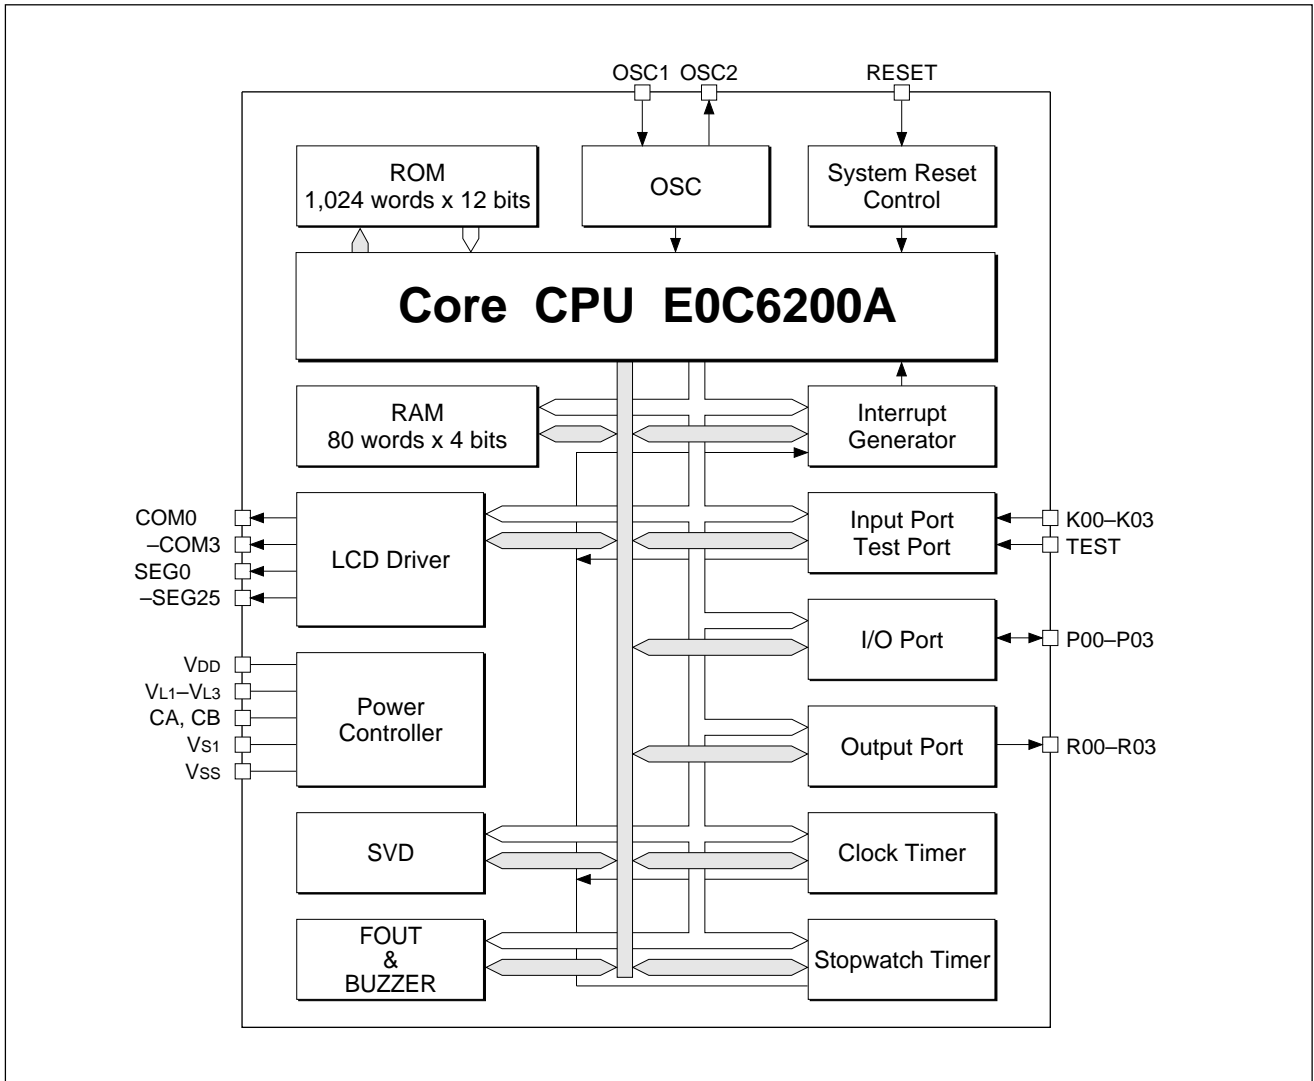 OSC1 OSC2 RESET
ROM
1,024 words x 12 bits
OSC
System Reset
Control
Core CPU E0C6200A
RAM
80 words x 4 bits
Interrupt
Generator
COM0
–COM3
SEG0
–SEG25
LCD Driver
Input Port
Test Port
K00–K03
TEST
I/O Port
P00–P03
VDD
VL1–VL3
CA, CB
VS1
VSS
Power
Controller
Output Port
R00–R03
SVD
Clock Timer
FOUT
&
BUZZER
Stopwatch Timer